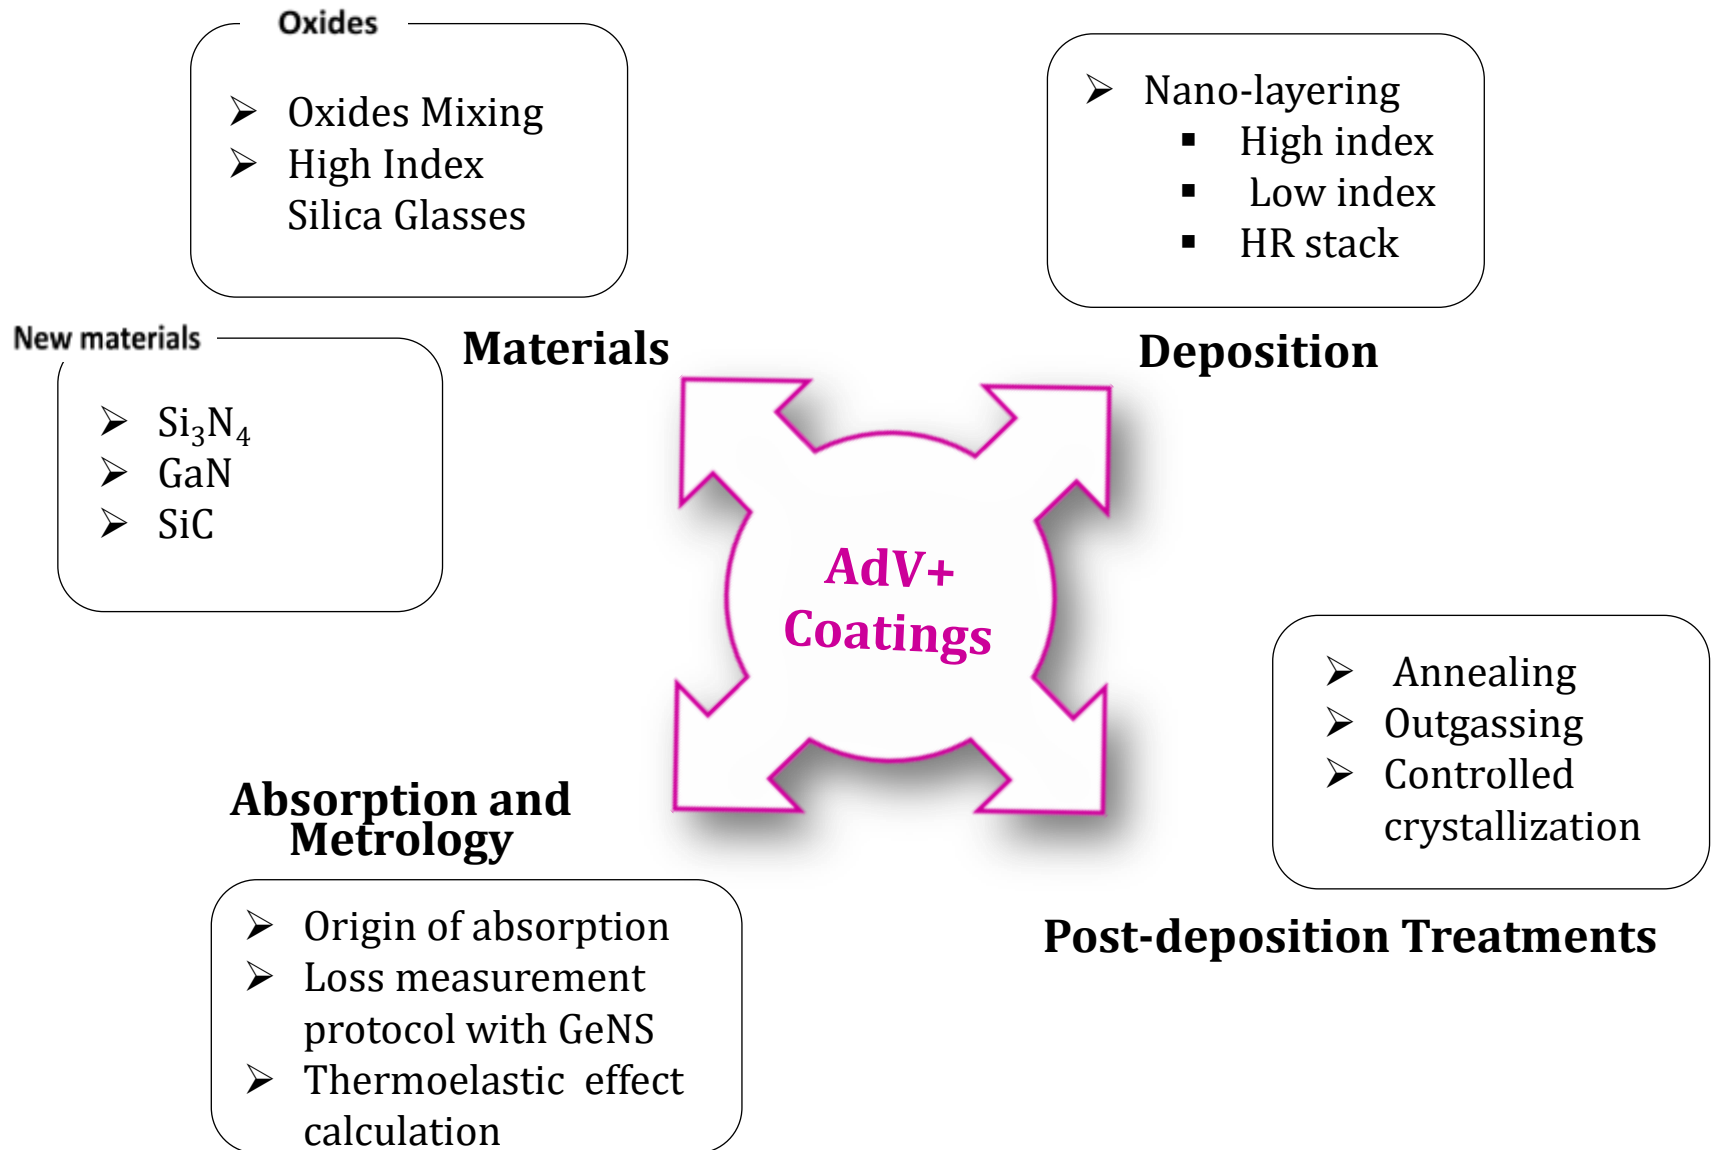 Oxides
➢ Oxides Mixing
➢ High Index
Silica Glasses
➢ Nano-layering
▪ High index
▪ Low index
▪ HR stack
New materials
➢ Si₃N₄
➢ GaN
➢ SiC
Materials
Deposition
AdV+
Coatings
➢ Annealing
➢ Outgassing
➢ Controlled
crystallization
Post-deposition Treatments
Absorption and
Metrology
➢ Origin of absorption
➢ Loss measurement
protocol with GeNS
➢ Thermoelastic effect
calculation